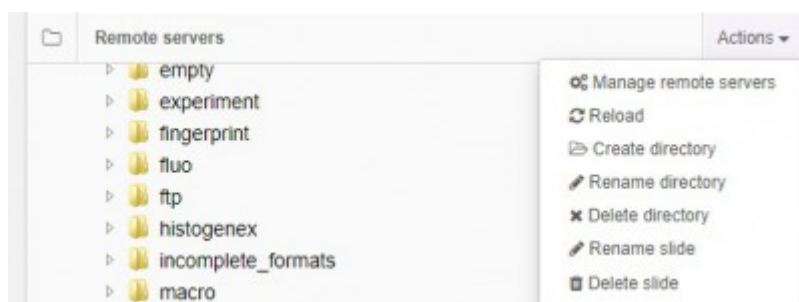 Remote servers
Actions
empty
experiment
fingerprint
fluo
ftp
histogenex
incomplete_formats
macro
Manage remote servers
Reload
Create directory
Rename directory
Delete directory
Rename slide
Delete slide